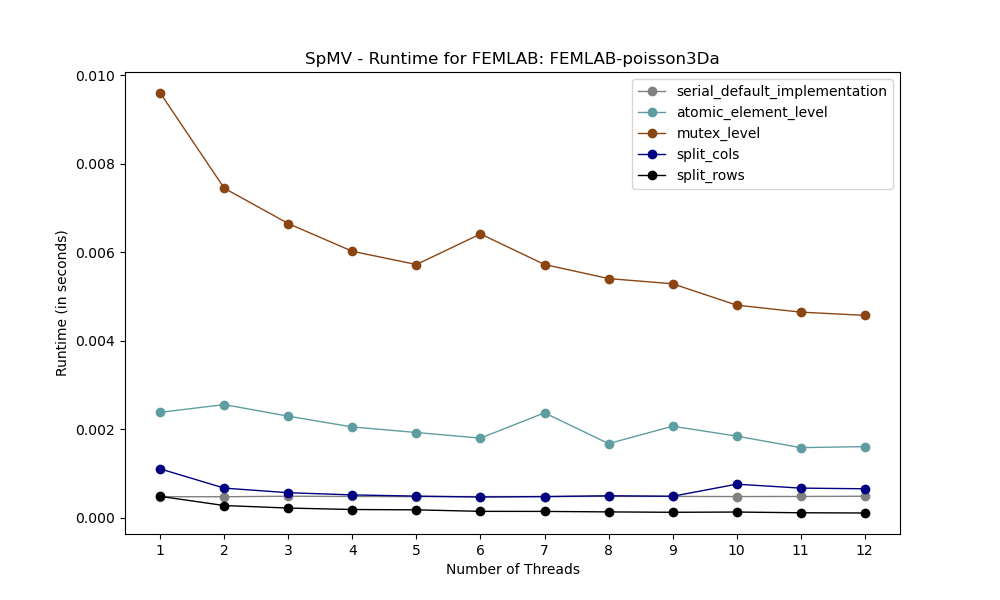 SpMV - Runtime for FEMLAB: FEMLAB-poisson3Da
serial_default_implementation
atomic_element_level
mutex_level
split_cols
split_rows
Runtime (in seconds)
0.010
0.008
0.006
0.004
0.002
0.000
1 2 3 4 5 6 7 8 9 10 11 12
Number of Threads